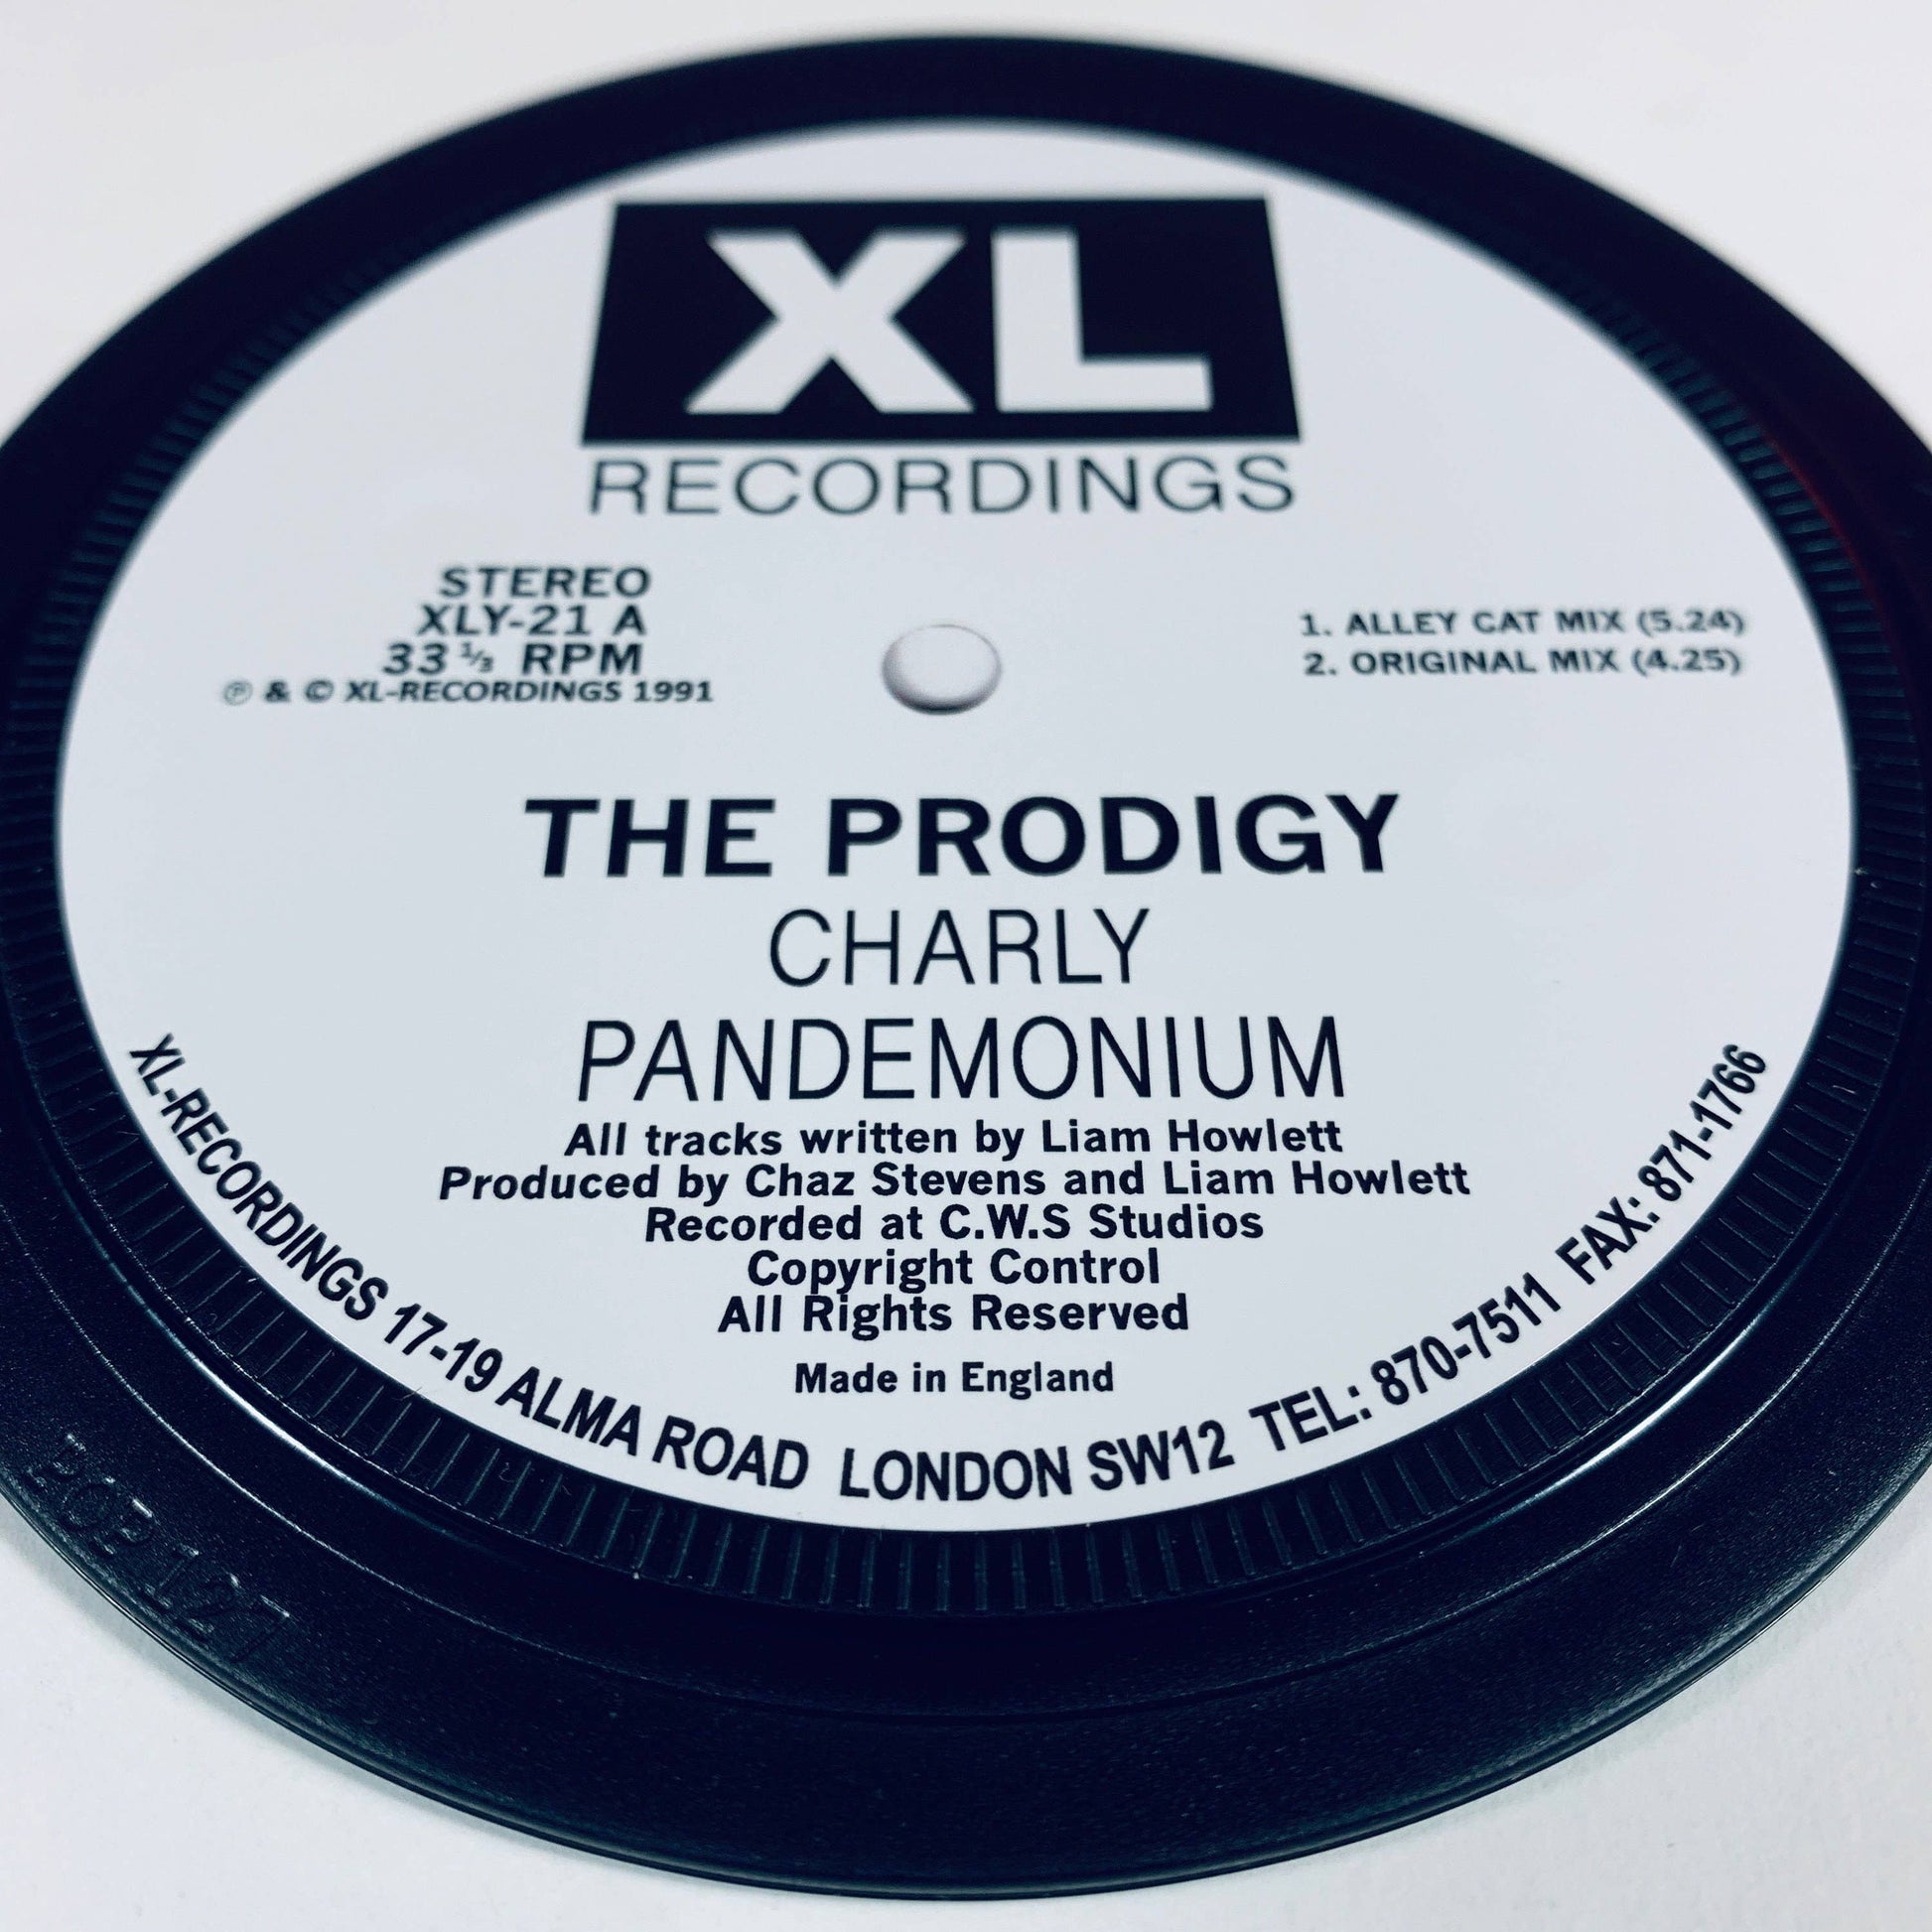 XL
RECORDINGS
STEREO
XLY-21 A
33 1/3 RPM
℗ & © XL-RECORDINGS 1991
1. ALLEY CAT MIX (5.24)
2. ORIGINAL MIX (4.25)
THE PRODIGY
CHARLY
PANDEMONIUM
All tracks written by Liam Howlett
Produced by Chaz Stevens and Liam Howlett
Recorded at C.W.S Studios
Copyright Control
All Rights Reserved
Made in England
XL-RECORDINGS 17-19 ALMA ROAD LONDON SW12 TEL: 870-7511 FAX: 871-1766